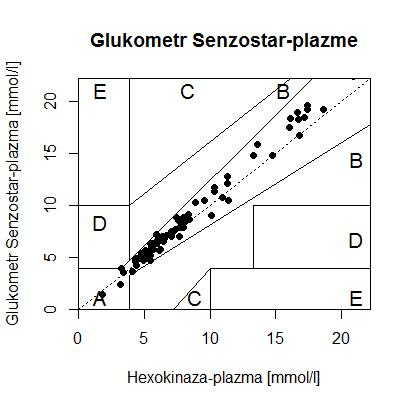 Glukometr Senzostar-plazme
Glukometr Senzostar-plazma [mmol/l]
E C B
20
B
15
10
D
D
5
0
A C E
0 5 10 15 20
Hexokinaza-plazma [mmol/l]